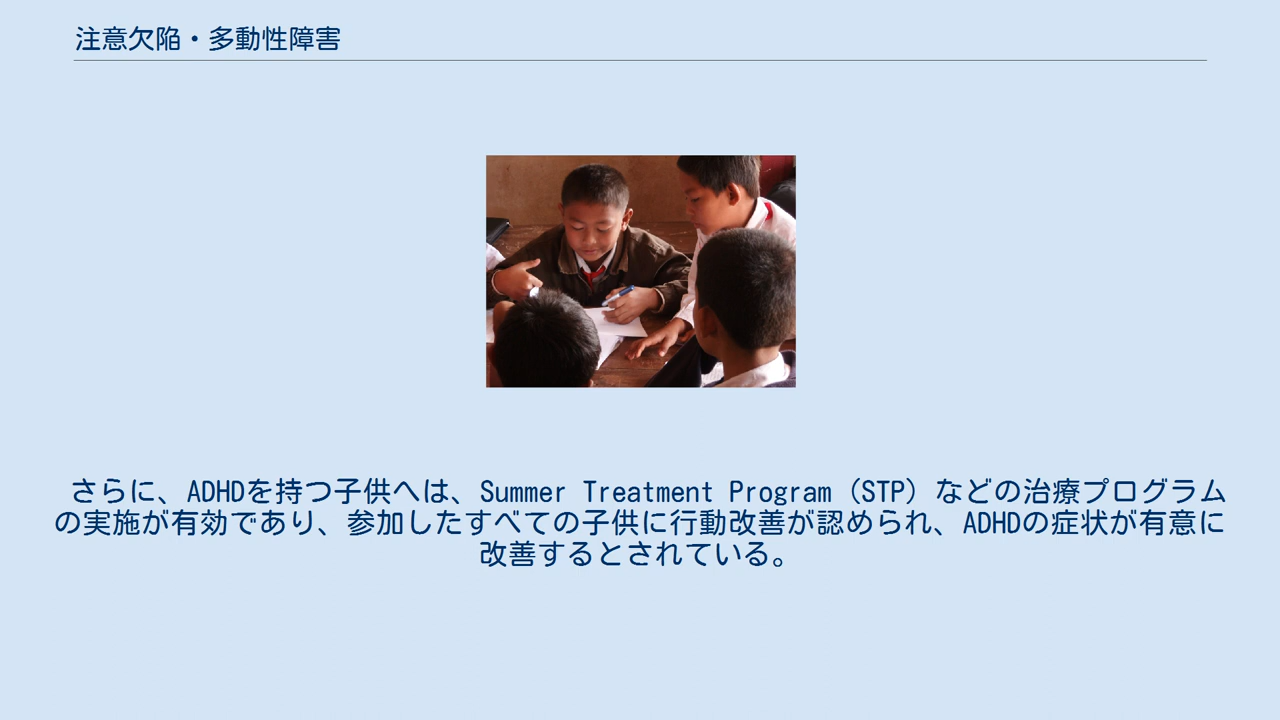 注意欠陥・多動性障害
さらに、ADHDを持つ子供へは、Summer Treatment Program（STP）などの治療プログラム
の実施が有効であり、参加したすべての子供に行動改善が認められ、ADHDの症状が有意に
改善するとされている。